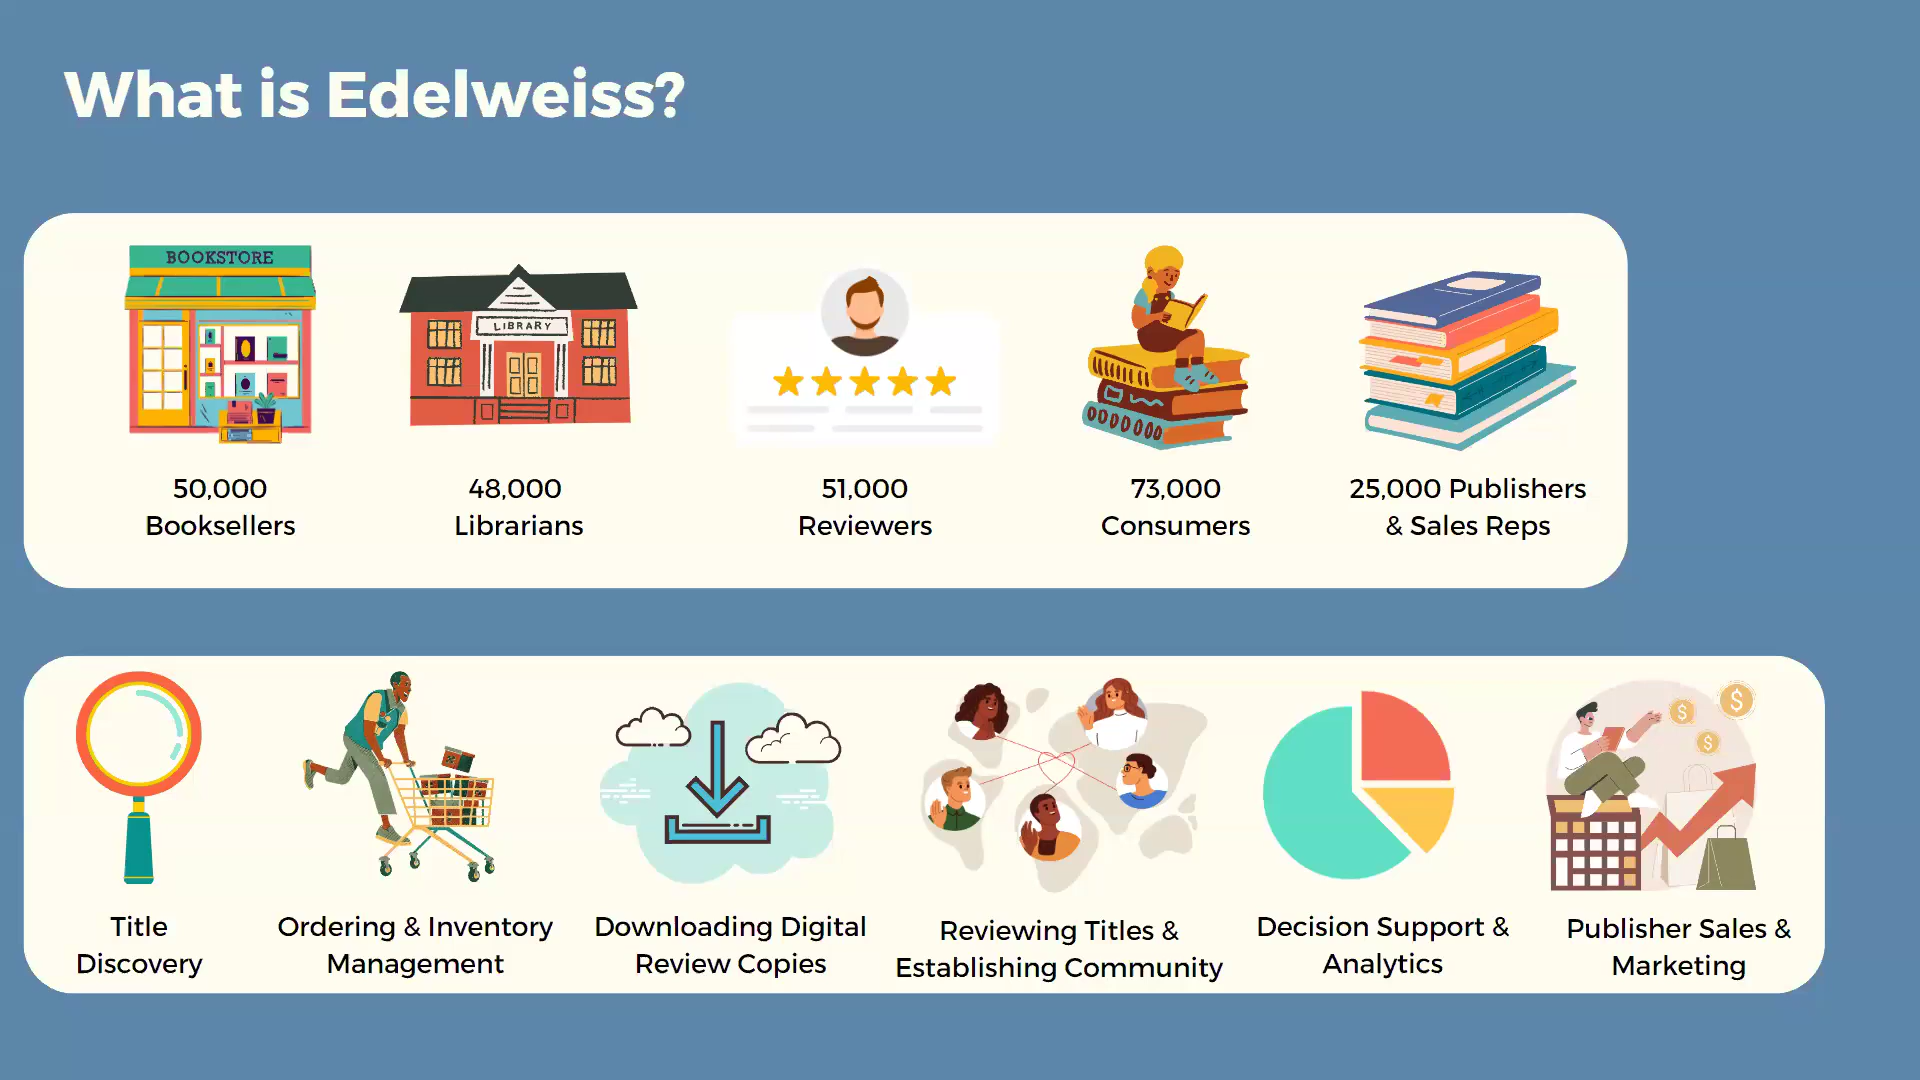 What is Edelweiss?
BOOKSTORE
LIBRARY
50,000
Booksellers
48,000
Librarians
51,000
Reviewers
73,000
Consumers
25,000 Publishers
& Sales Reps
Title
Discovery
Ordering & Inventory
Management
Downloading Digital
Review Copies
Reviewing Titles &
Establishing Community
Decision Support &
Analytics
$
$
$
Publisher Sales &
Marketing